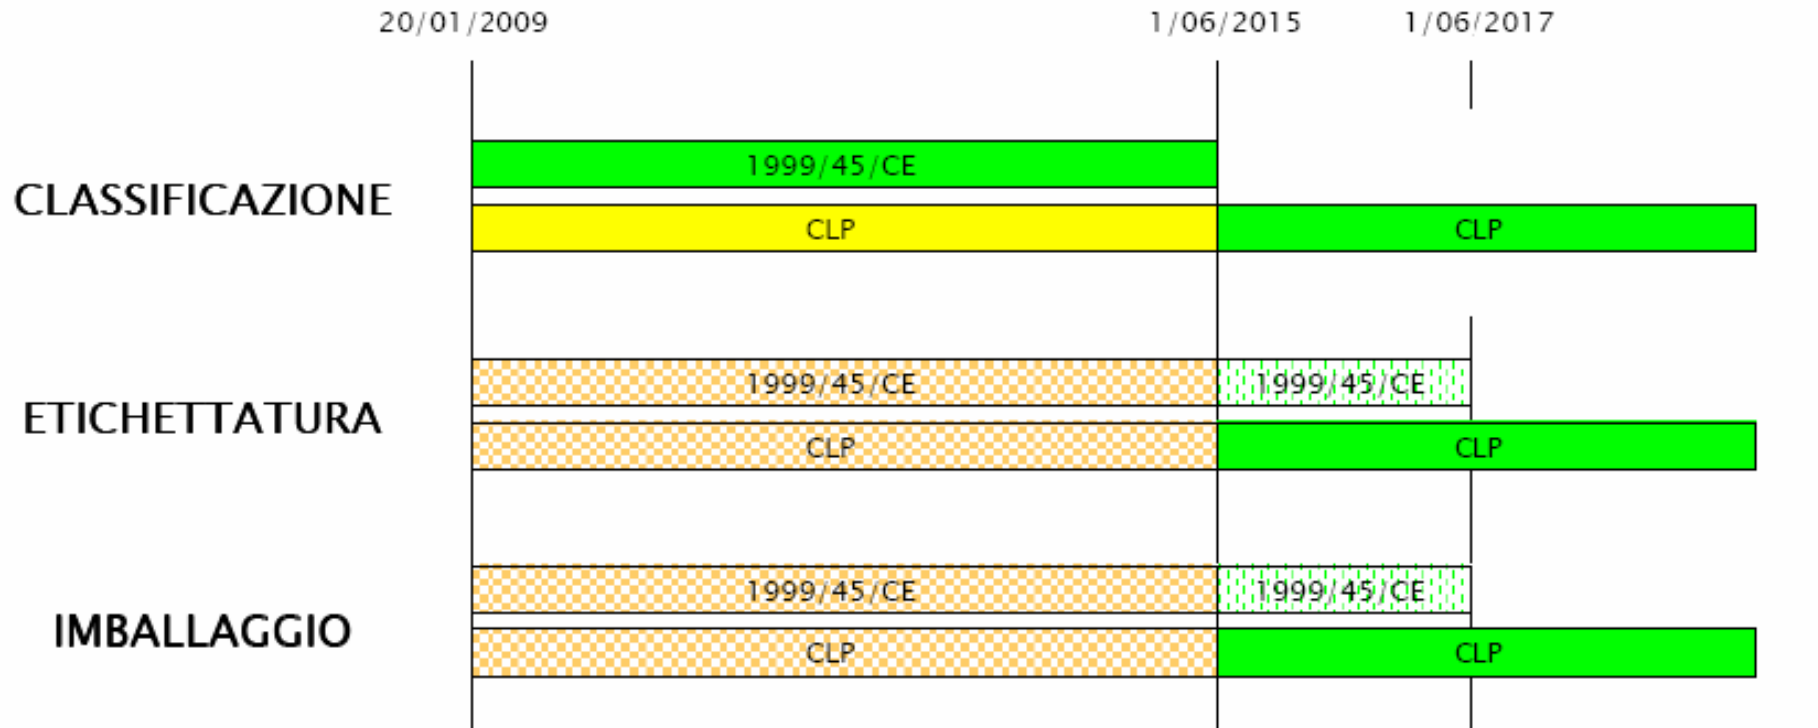 20/01/2009 1/06/2015 1/06/2017
1999/45/CE
CLASSIFICAZIONE
CLP CLP
1999/45/CE 1999/45/CE
ETICHETTATURA
CLP CLP
1999/45/CE 1999/45/CE
IMBALLAGGIO
CLP CLP